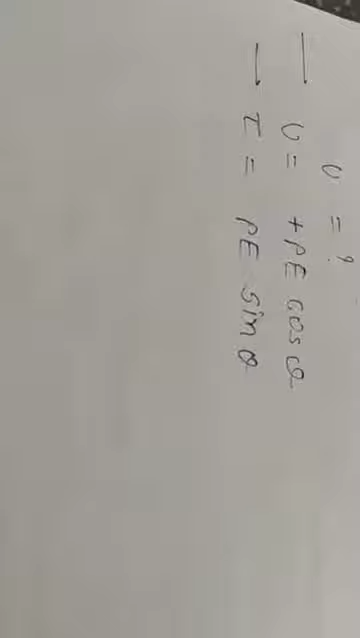 U = ?
→ U = + PE cos θ
→ τ = PE sin θ